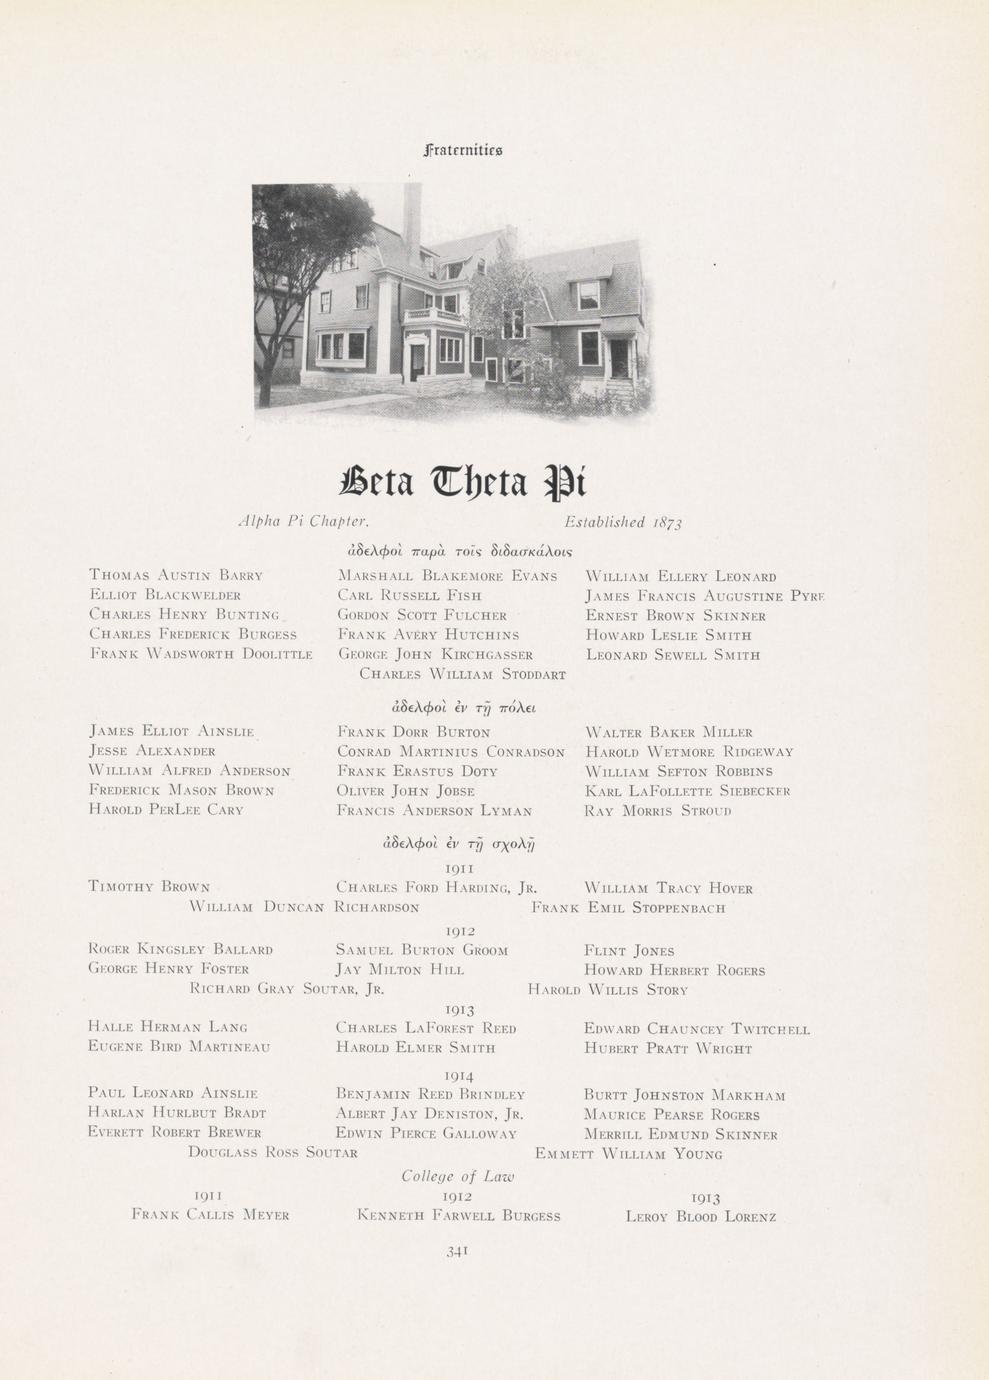 Fraternities
Beta Theta Pi
Alpha Pi Chapter. Established 1873
ἀδελφοὶ παρὰ τοῖς διδασκάλοις
Thomas Austin Barry Marshall Blakemore Evans William Ellery Leonard
Elliot Blackwelder Carl Russell Fish James Francis Augustine Pyre
Charles Henry Bunting Gordon Scott Fulcher Ernest Brown Skinner
Charles Frederick Burgess Frank Avery Hutchins Howard Leslie Smith
Frank Wadsworth Doolittle George John Kirchgasser Leonard Sewell Smith
Charles William Stoddart
ἀδελφοὶ ἐν τῇ πόλει
James Elliot Ainslie Frank Dorr Burton Walter Baker Miller
Jesse Alexander Conrad Martinius Conradson Harold Wetmore Ridgeway
William Alfred Anderson Frank Erastus Doty William Sefton Robbins
Frederick Mason Brown Oliver John Jobse Karl LaFollette Siebecker
Harold PerLee Cary Francis Anderson Lyman Ray Morris Stroud
ἀδελφοὶ ἐν τῇ σχολῇ
1911
Timothy Brown Charles Ford Harding, Jr. William Tracy Hover
William Duncan Richardson Frank Emil Stoppenbach
1912
Roger Kingsley Ballard Samuel Burton Groom Flint Jones
George Henry Foster Jay Milton Hill Howard Herbert Rogers
Richard Gray Soutar, Jr. Harold Willis Story
1913
Halle Herman Lang Charles LaForest Reed Edward Chauncey Twitchell
Eugene Bird Martineau Harold Elmer Smith Hubert Pratt Wright
1914
Paul Leonard Ainslie Benjamin Reed Brindley Burtt Johnston Markham
Harlan Hurlbut Bradt Albert Jay Deniston, Jr. Maurice Pearse Rogers
Everett Robert Brewer Edwin Pierce Galloway Merrill Edmund Skinner
Douglass Ross Soutar Emmett William Young
College of Law
1911 1912 1913
Frank Callis Meyer Kenneth Farwell Burgess Leroy Blood Lorenz
341